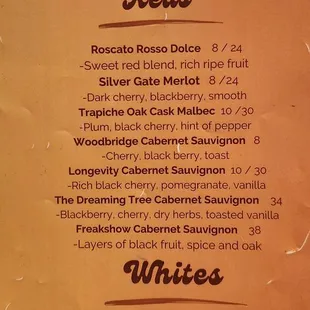 Reds
Roscato Rosso Dolce 8 / 24
-Sweet red blend, rich ripe fruit
Silver Gate Merlot 8 /24
-Dark cherry, blackberry, smooth
Trapiche Oak Cask Malbec 10 /30
-Plum, black cherry, hint of pepper
Woodbridge Cabernet Sauvignon 8
-Cherry, black berry, toast
Longevity Cabernet Sauvignon 10 / 30
-Rich black cherry, pomegranate, vanilla
The Dreaming Tree Cabernet Sauvignon 34
-Blackberry, cherry, dry herbs, toasted vanilla
Freakshow Cabernet Sauvignon 38
-Layers of black fruit, spice and oak
Whites